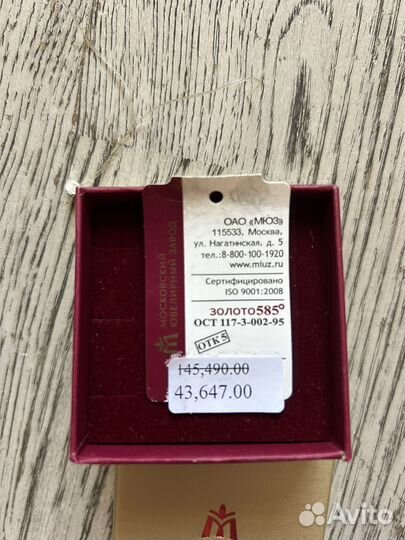 МОСКОВСКИЙ
ЮВЕЛИРНЫЙ ЗАВОД
ОАО «МЮЗ»
115533, Москва,
ул. Нагатинская, д. 5
тел.:8-800-100-1920
www.miuz.ru
Сертифицировано
ISO 9001:2008
золото585°
ОСТ 117-3-002-95
ОТК 5
145,490.00
43,647.00
Avito